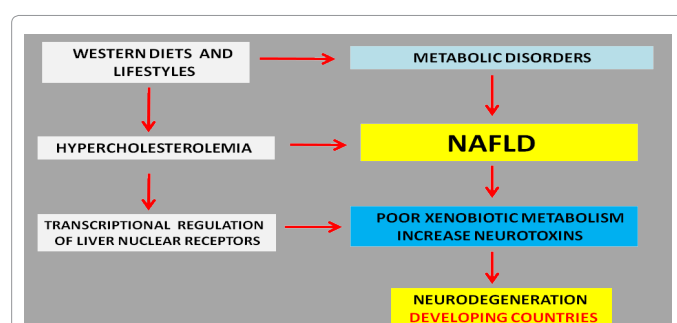 WESTERN DIETS AND
LIFESTYLES
METABOLIC DISORDERS
HYPERCHOLESTEROLEMIA
NAFLD
TRANSCRIPTIONAL REGULATION
OF LIVER NUCLEAR RECEPTORS
POOR XENOBIOTIC METABOLISM
INCREASE NEUROTOXINS
NEURODEGENERATION
DEVELOPING COUNTRIES